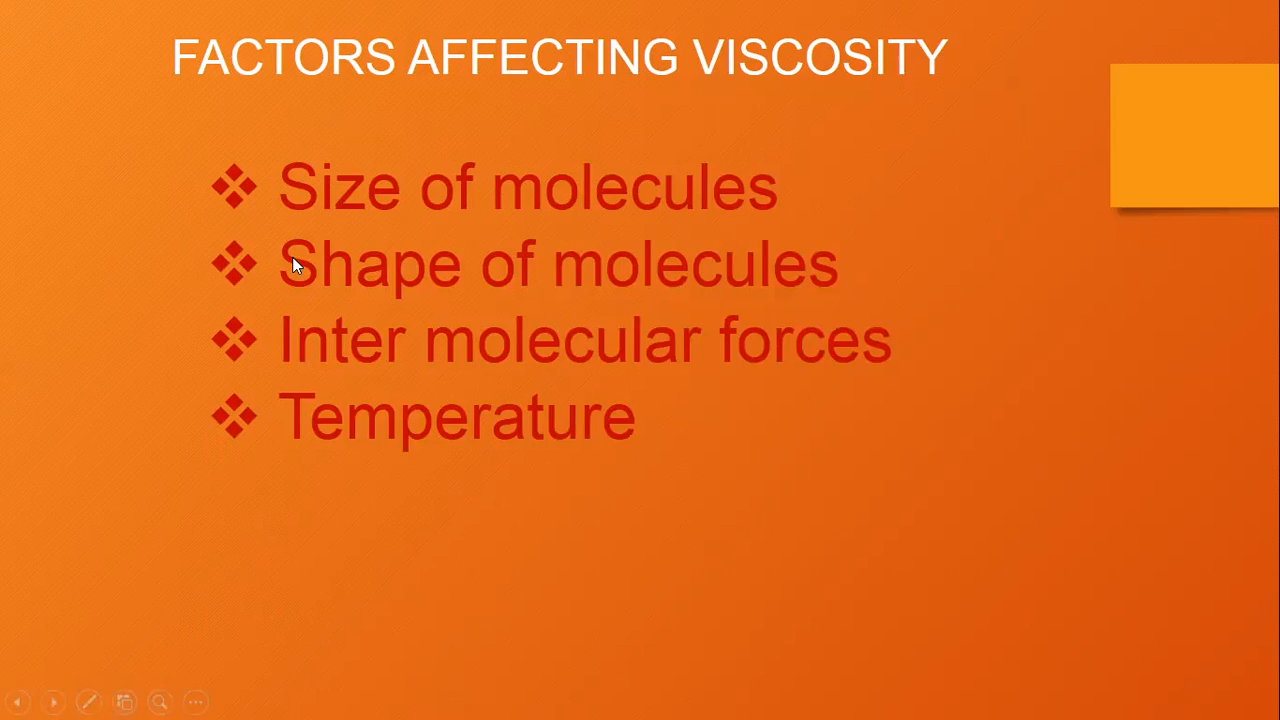 FACTORS AFFECTING VISCOSITY
❖ Size of molecules
❖ Shape of molecules
❖ Inter molecular forces
❖ Temperature